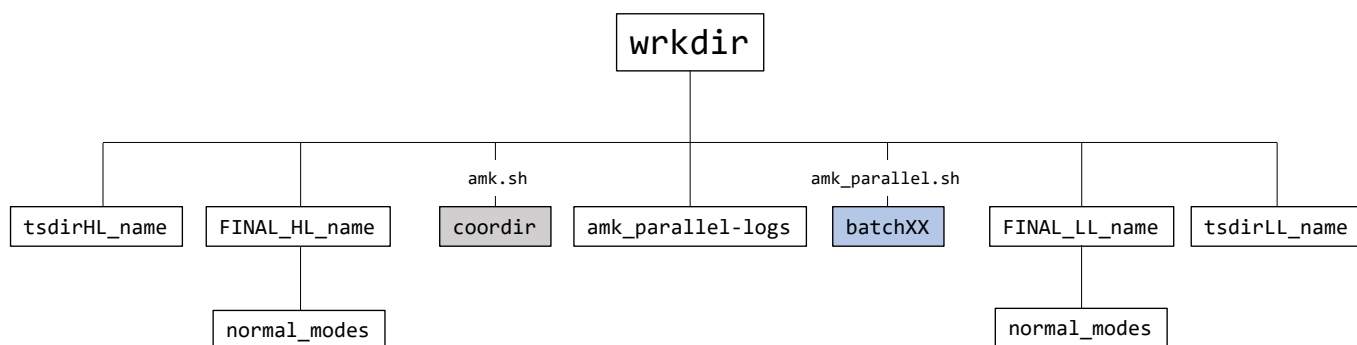 wrkdir
amk.sh
amk_parallel.sh
tsdirHL_name
FINAL_HL_name
coordir
amk_parallel-logs
batchXX
FINAL_LL_name
tsdirLL_name
normal_modes
normal_modes